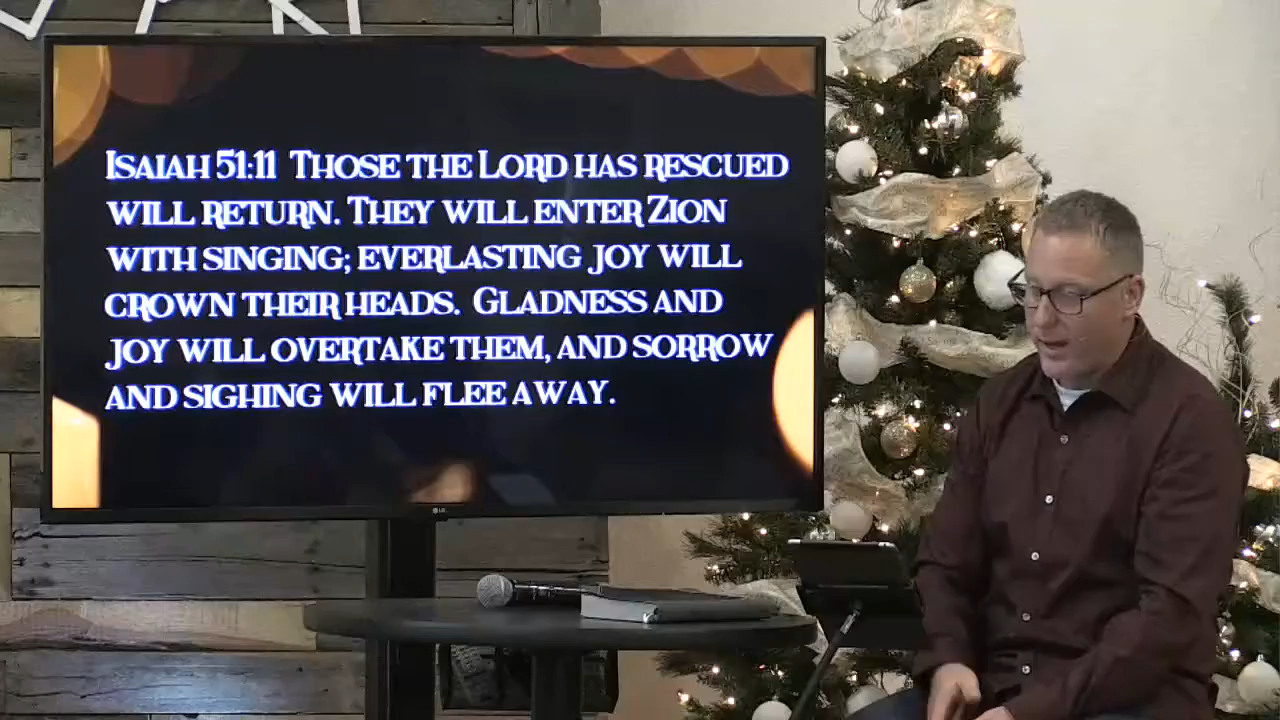 Isaiah 51:11 Those the Lord has rescued
will return. They will enter Zion
with singing; everlasting joy will
crown their heads. Gladness and
joy will overtake them, and sorrow
and sighing will flee away.
LG